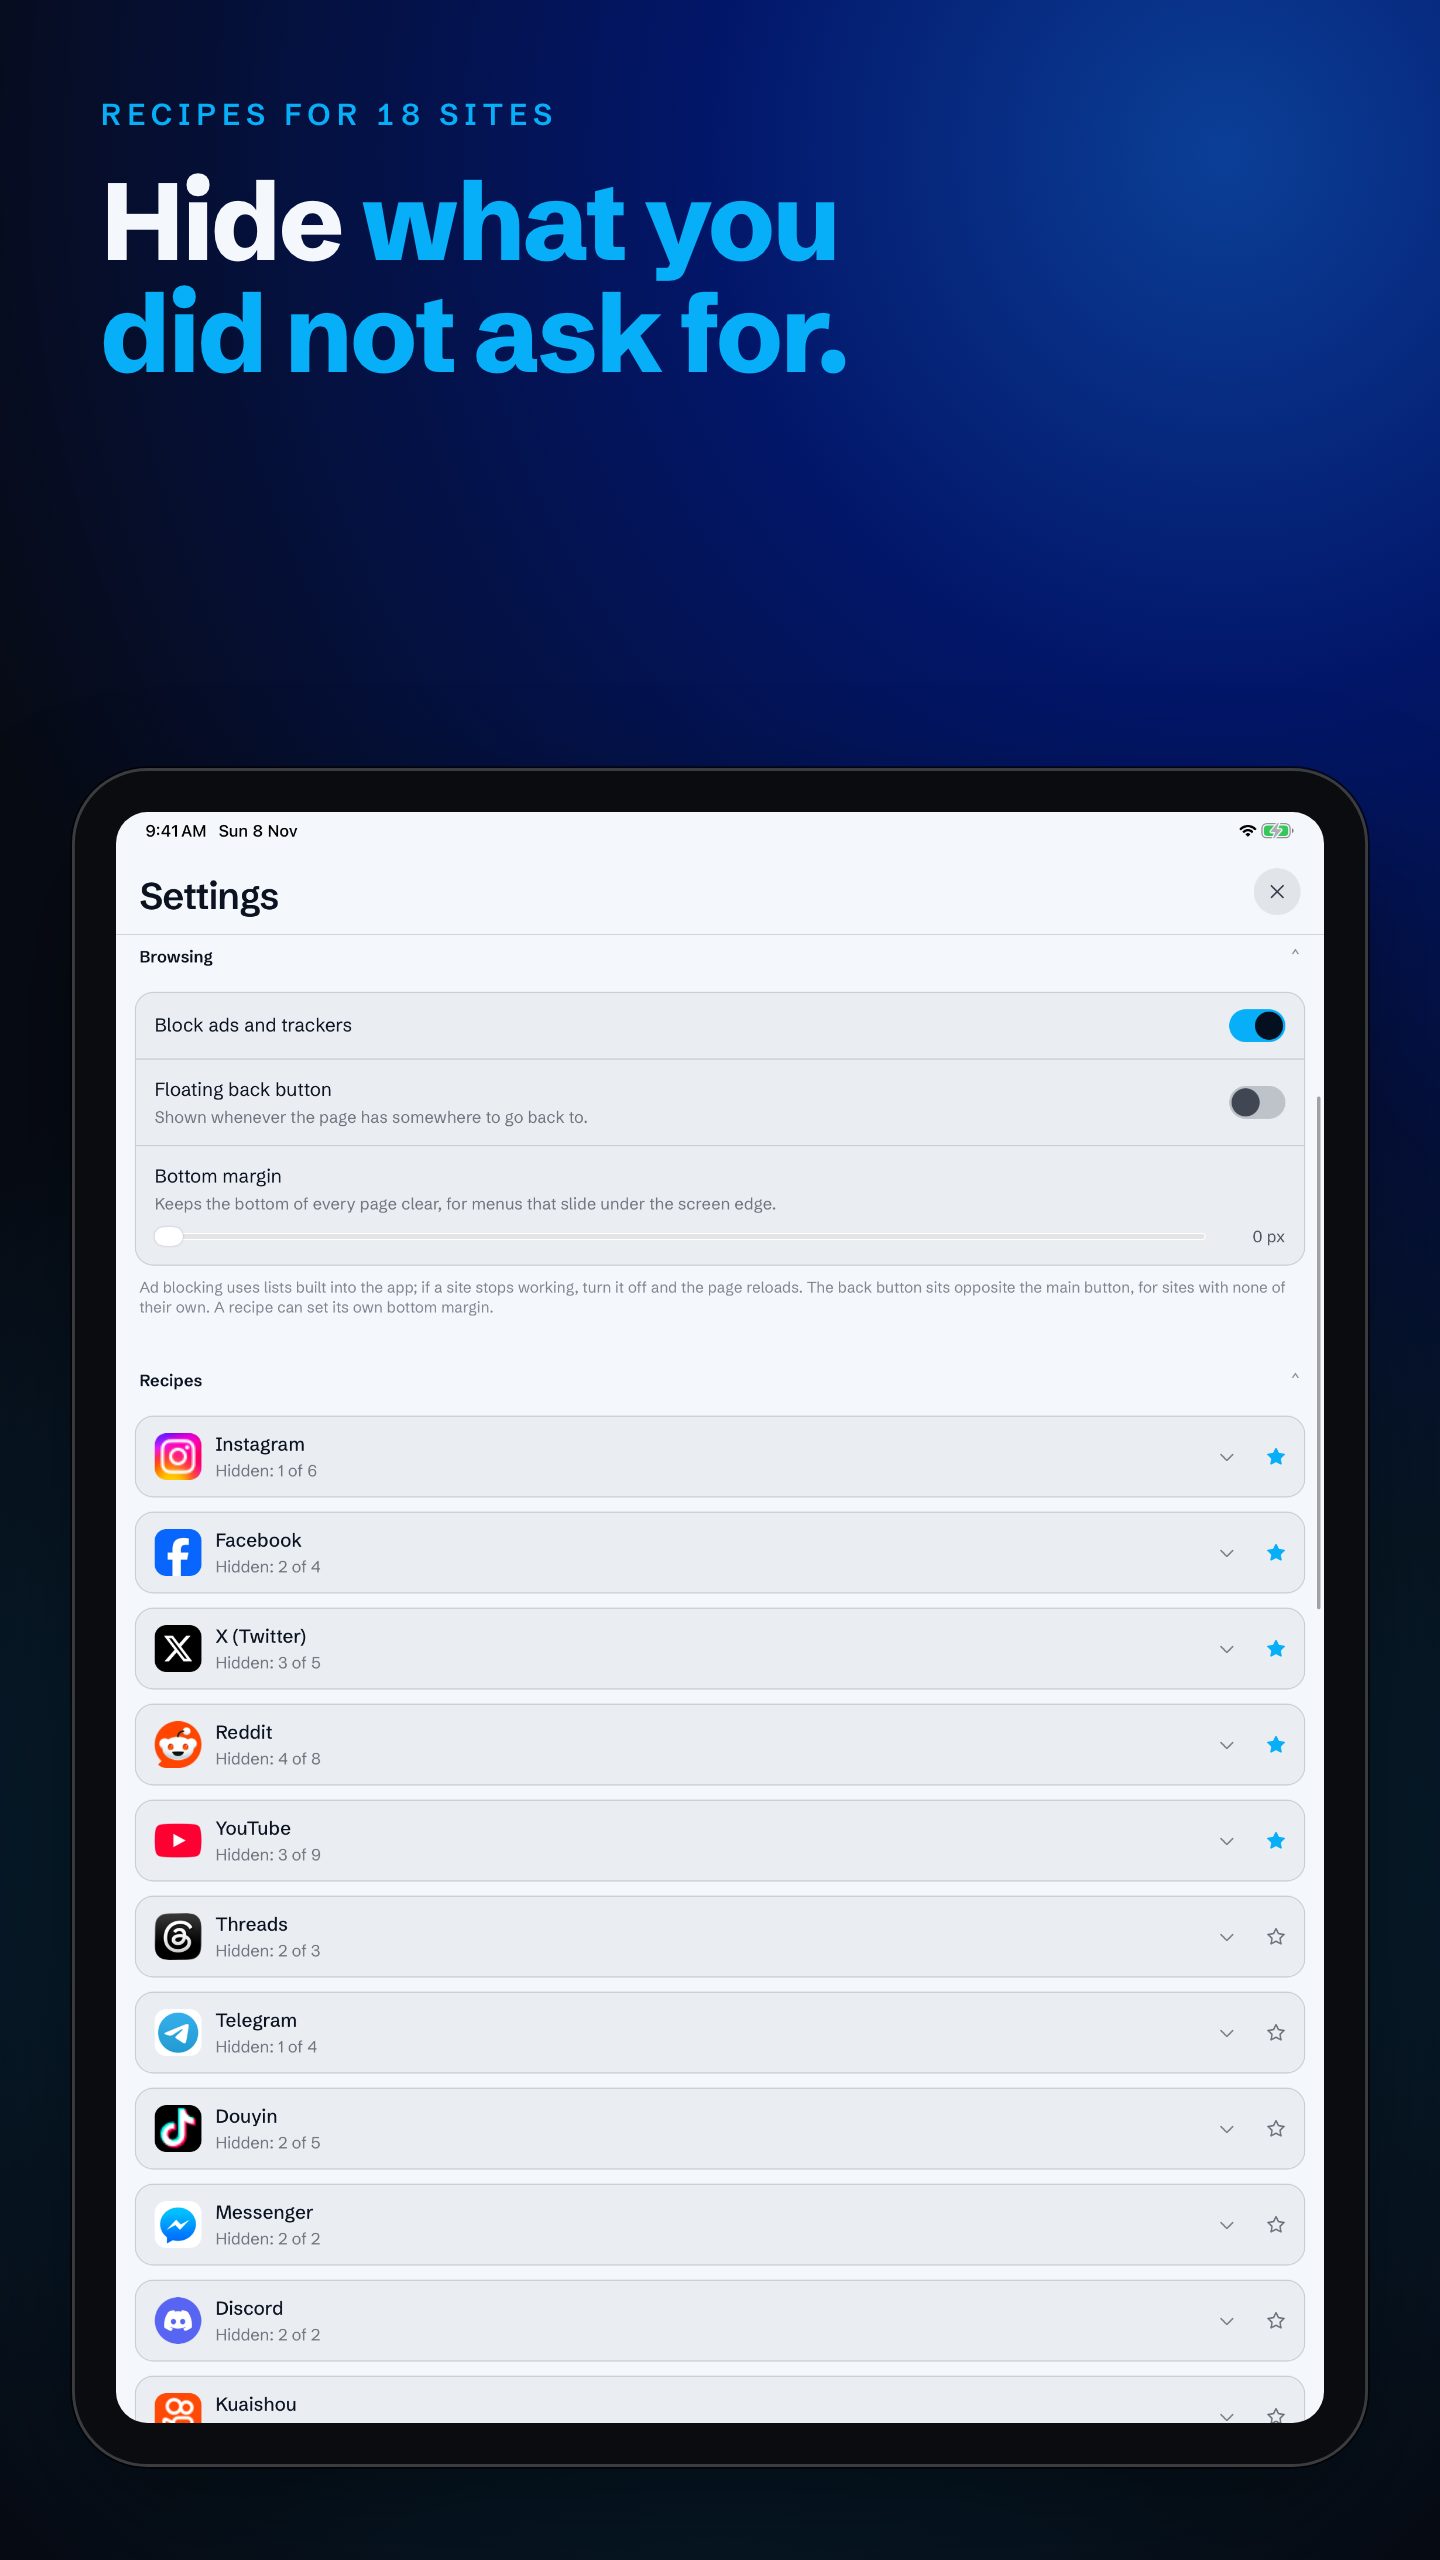 RECIPES FOR 18 SITES
Hide what you
did not ask for.
9:41 AM Sun 8 Nov
Settings
Browsing
Block ads and trackers
Floating back button
Shown whenever the page has somewhere to go back to.
Bottom margin
Keeps the bottom of every page clear, for menus that slide under the screen edge.
0 px
Ad blocking uses lists built into the app; if a site stops working, turn it off and the page reloads. The back button sits opposite the main button, for sites with none of
their own. A recipe can set its own bottom margin.
Recipes
Instagram
Hidden: 1 of 6
Facebook
Hidden: 2 of 4
X (Twitter)
Hidden: 3 of 5
Reddit
Hidden: 4 of 8
YouTube
Hidden: 3 of 9
Threads
Hidden: 2 of 3
Telegram
Hidden: 1 of 4
Douyin
Hidden: 2 of 5
Messenger
Hidden: 2 of 2
Discord
Hidden: 2 of 2
Kuaishou